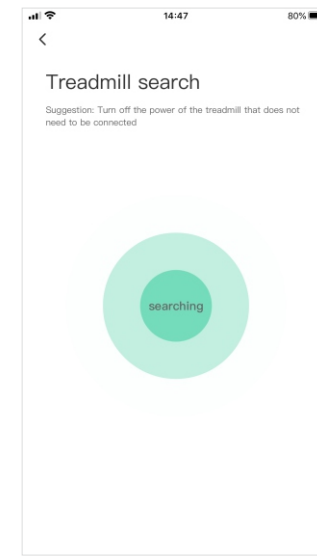 14:47
80%
Treadmill search
Suggestion: Turn off the power of the treadmill that does not
need to be connected
searching